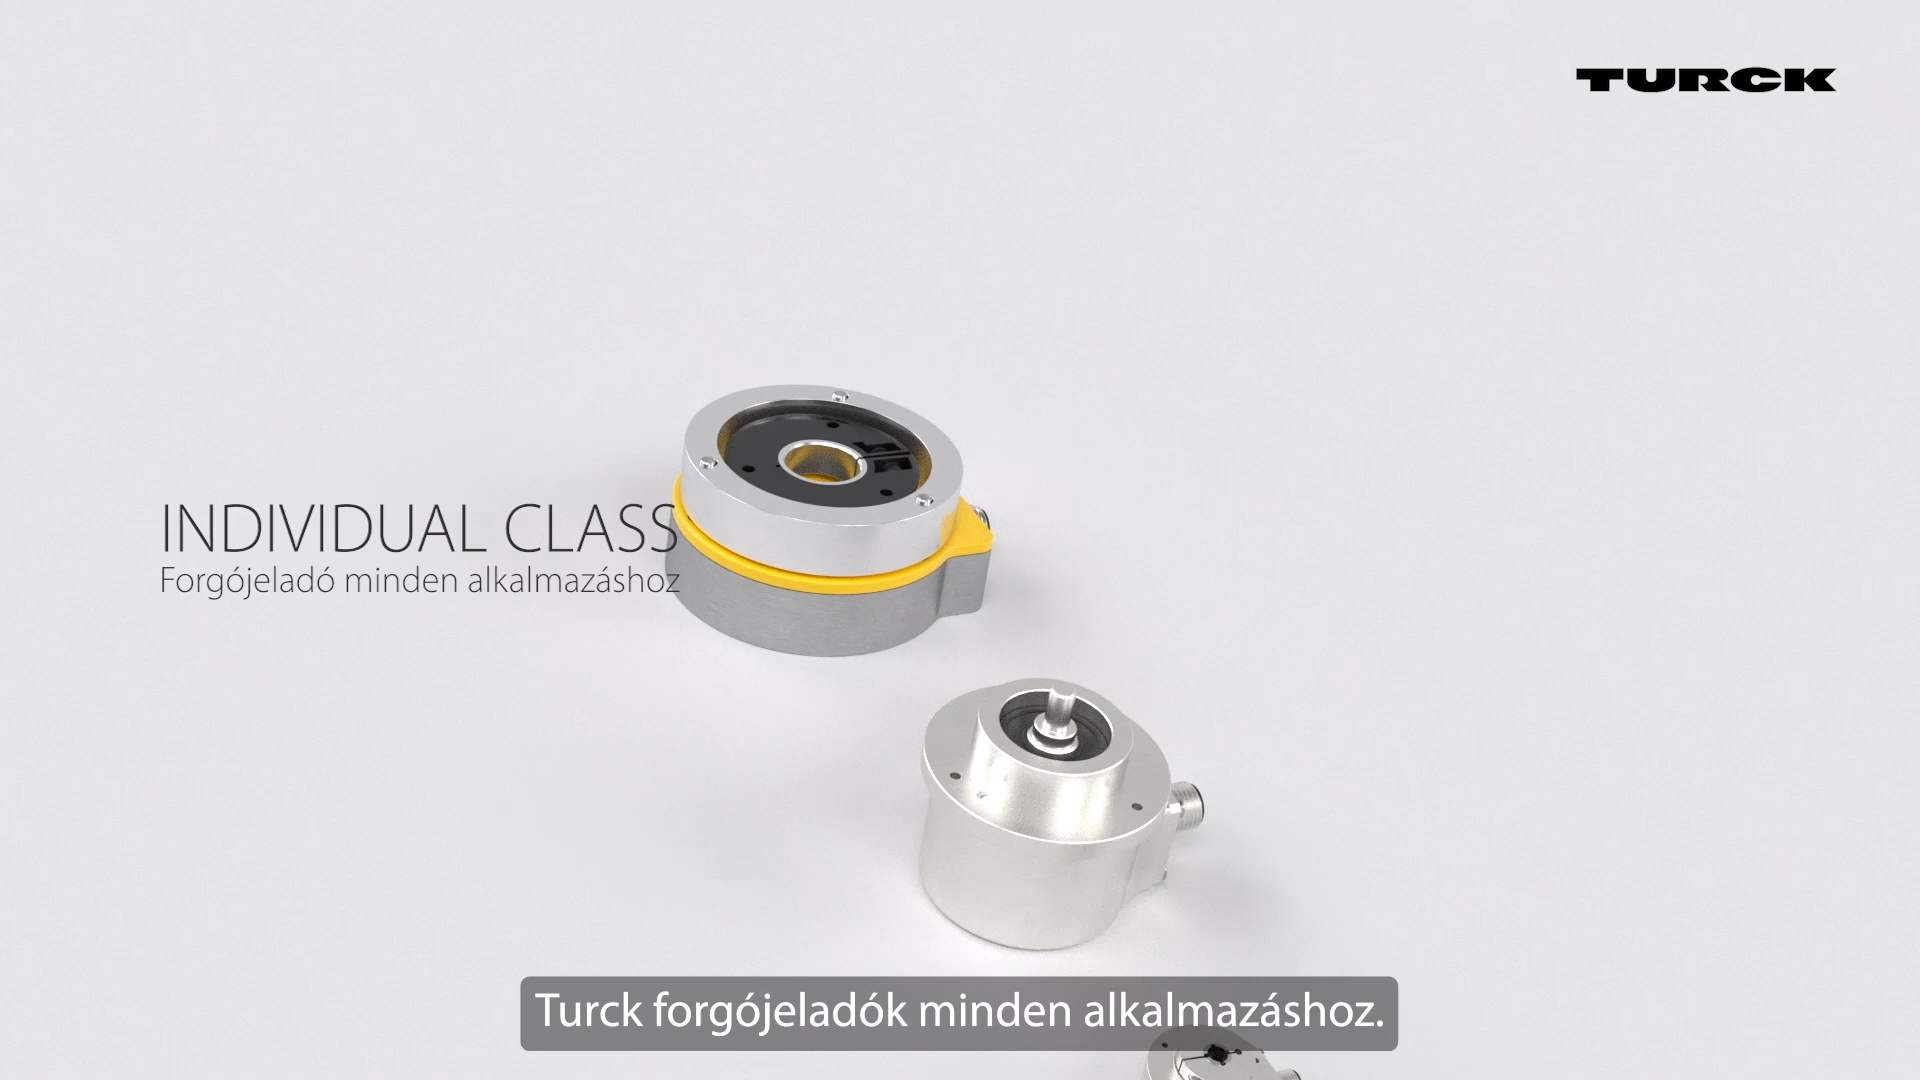 TURCK
INDIVIDUAL CLASS
Forgójeladó minden alkalmazáshoz
Turck forgójeladók minden alkalmazáshoz.